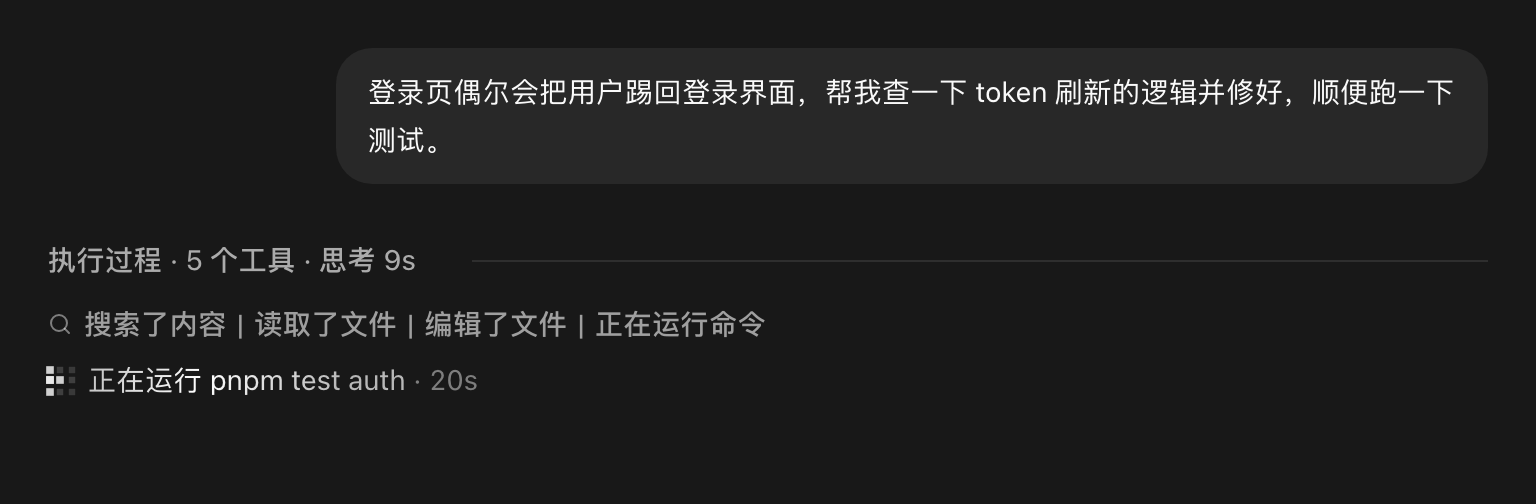 登录页偶尔会把用户踢回登录界面，帮我查一下 token 刷新的逻辑并修好，顺便跑一下
测试。
执行过程 · 5 个工具 · 思考 9s
搜索了内容 | 读取了文件 | 编辑了文件 | 正在运行命令
正在运行 pnpm test auth · 20s